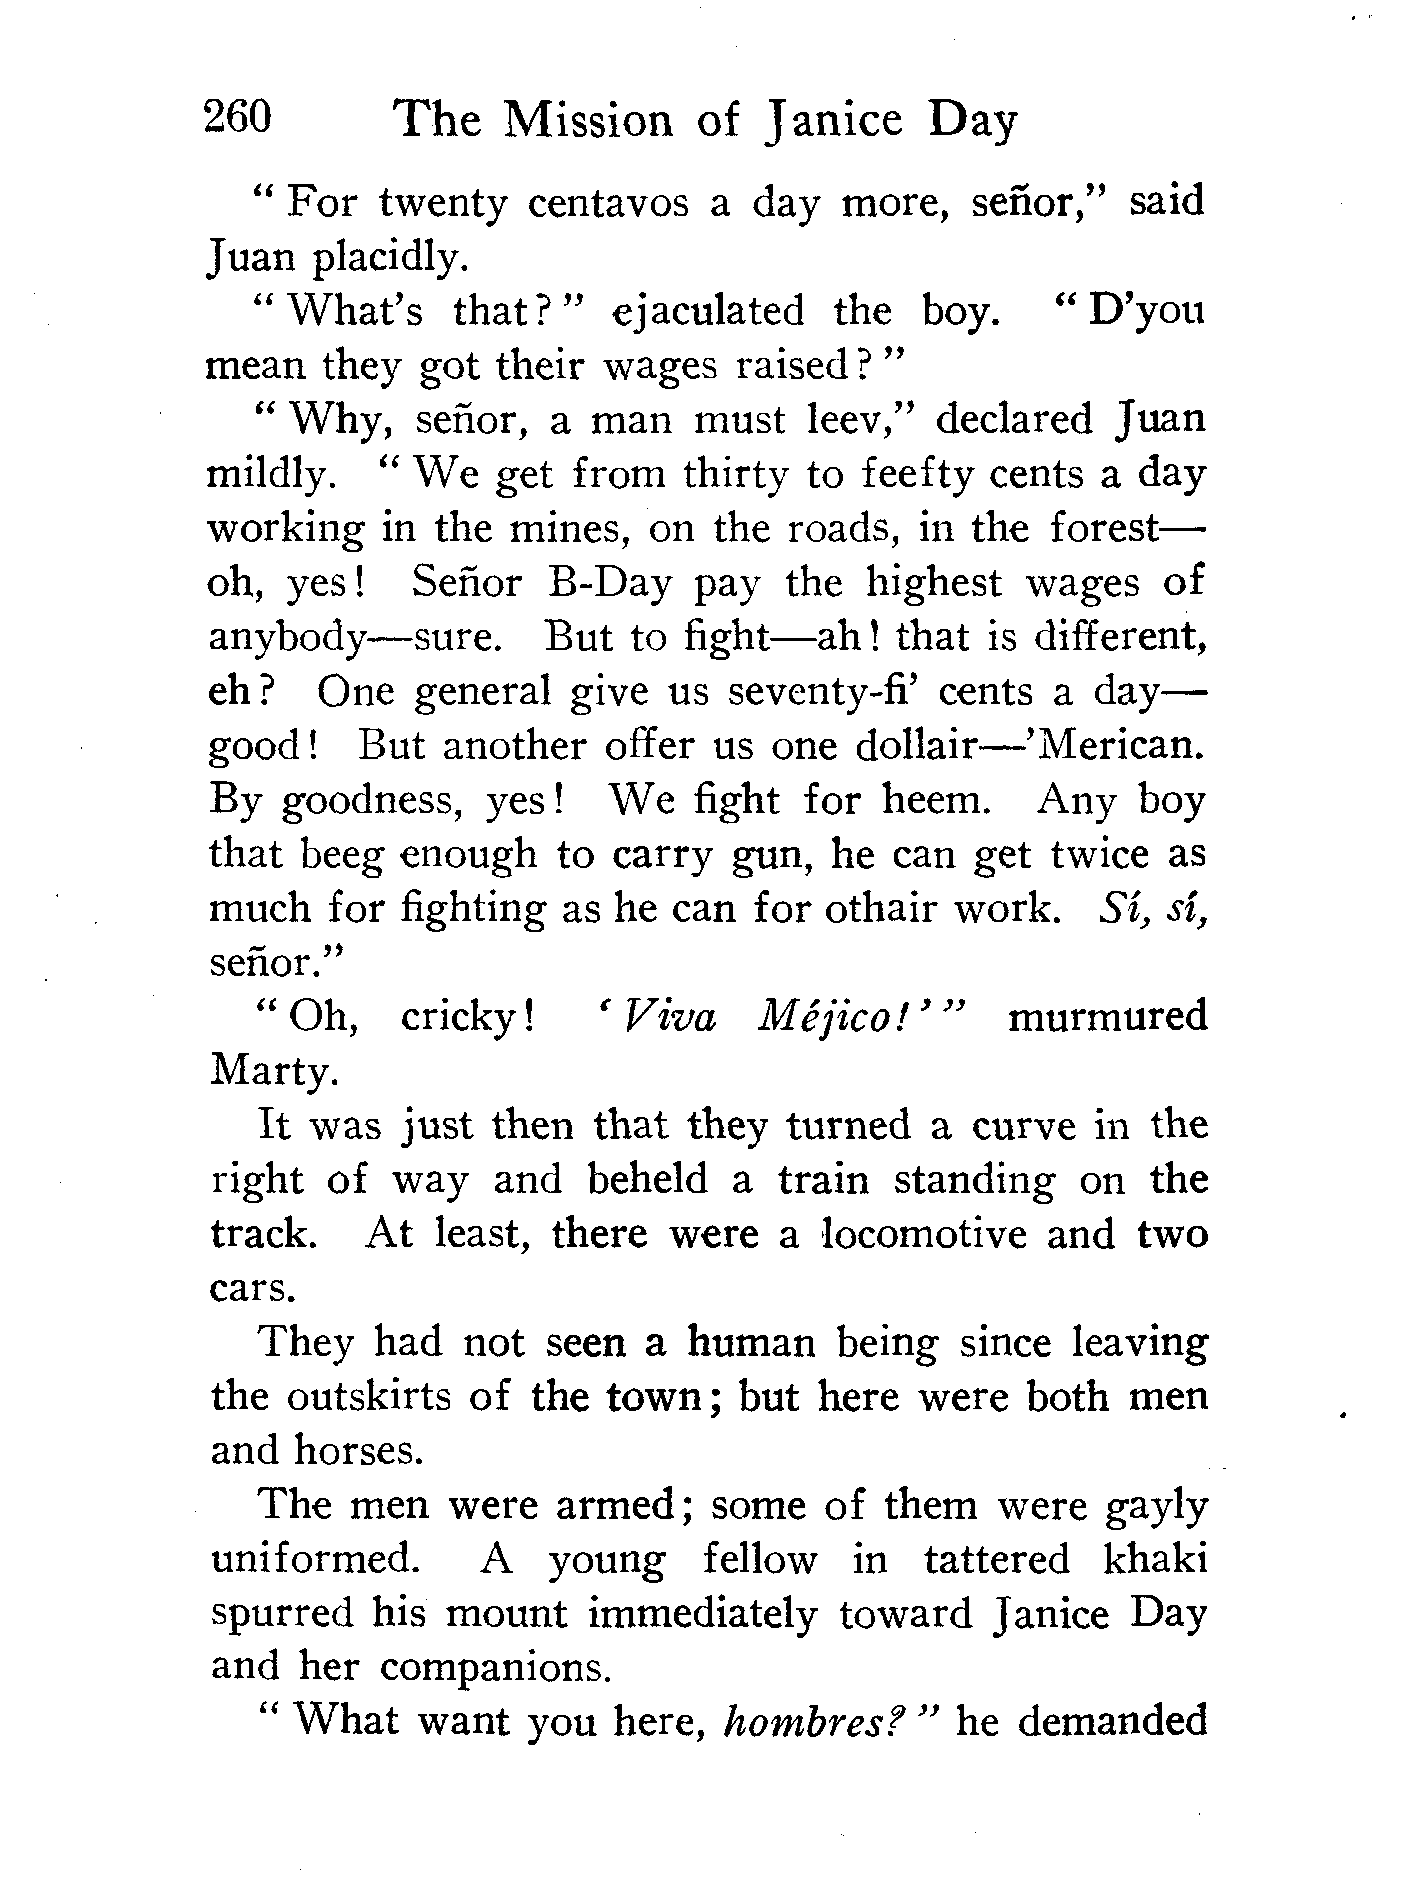 260 The Mission of Janice Day
“ For twenty centavos a day more, señor,” said
Juan placidly.
“ What’s that? ” ejaculated the boy. “ D’you
mean they got their wages raised? ”
“ Why, señor, a man must leev,” declared Juan
mildly. “ We get from thirty to feefty cents a day
working in the mines, on the roads, in the forest—
oh, yes! Señor B-Day pay the highest wages of
anybody—sure. But to fight—ah! that is different,
eh? One general give us seventy-fi’ cents a day—
good! But another offer us one dollair—’Merican.
By goodness, yes! We fight for heem. Any boy
that beeg enough to carry gun, he can get twice as
much for fighting as he can for othair work. Sí, sí,
señor.”
“ Oh, cricky! ‘ Viva Méjico! ’ ” murmured
Marty.
It was just then that they turned a curve in the
right of way and beheld a train standing on the
track. At least, there were a locomotive and two
cars.
They had not seen a human being since leaving
the outskirts of the town; but here were both men
and horses.
The men were armed; some of them were gayly
uniformed. A young fellow in tattered khaki
spurred his mount immediately toward Janice Day
and her companions.
“ What want you here, hombres? ” he demanded